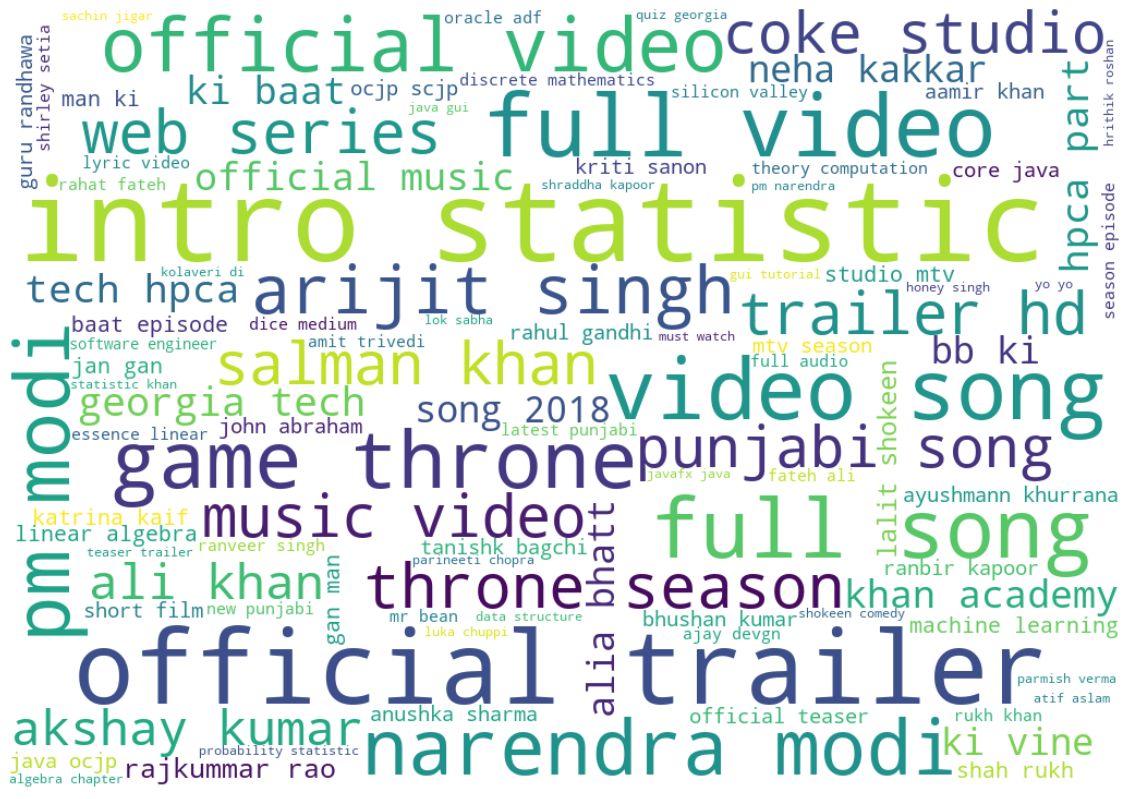 sachin jigar
official video
oracle adf
quiz georgia
coke studio
guru randhawa
shirley setia
man ki
ki baat
ocjp scjp
discrete mathematics
neha kakkar
silicon valley
aamir khan
hrithik roshan
hpca part
java gui
web series
full video
lyric video
kriti sanon
theory computation
core java
rahat fateh
official music
shraddha kapoor
pm narendra
intro statistic
season episode
kolaveri di
tech hpca
arijit singh
gui tutorial
studio mtv
honey singh
yo yo
trailer hd
baat episode
dice medium
lok sabha
rahul gandhi
must watch
software engineer
amit trivedi
mtv season
bb ki
pm modi
jan gan
salman khan
full audio
statistic khan
video song
georgia tech
song 2018
lalit shokeen
essence linear
john abraham
latest punjabi
punjabi song
game throne
javafx java
fateh ali
ayushmann khurrana
katrina kaif
music video
full song
linear algebra
teaser trailer
ranveer singh
tanishk bagchi
alia bhatt
parineeti chopra
ranbir kapoor
ali khan
throne season
khan academy
short film
new punjabi
gan man
mr bean
data structure
bhushan kumar
shokeen comedy
luka chuppi
ajay devgn
machine learning
official trailer
parmish verma
atif aslam
akshay kumar
anushka sharma
official teaser
rukh khan
narendra modi
ki vine
java ocjp
probability statistic
rajkummar rao
shah rukh
algebra chapter